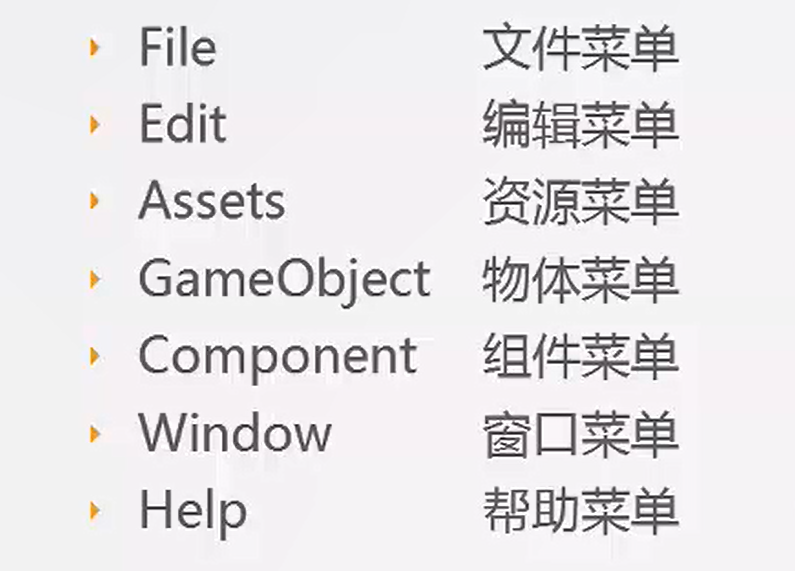 File 文件菜单
Edit 编辑菜单
Assets 资源菜单
GameObject 物体菜单
Component 组件菜单
Window 窗口菜单
Help 帮助菜单